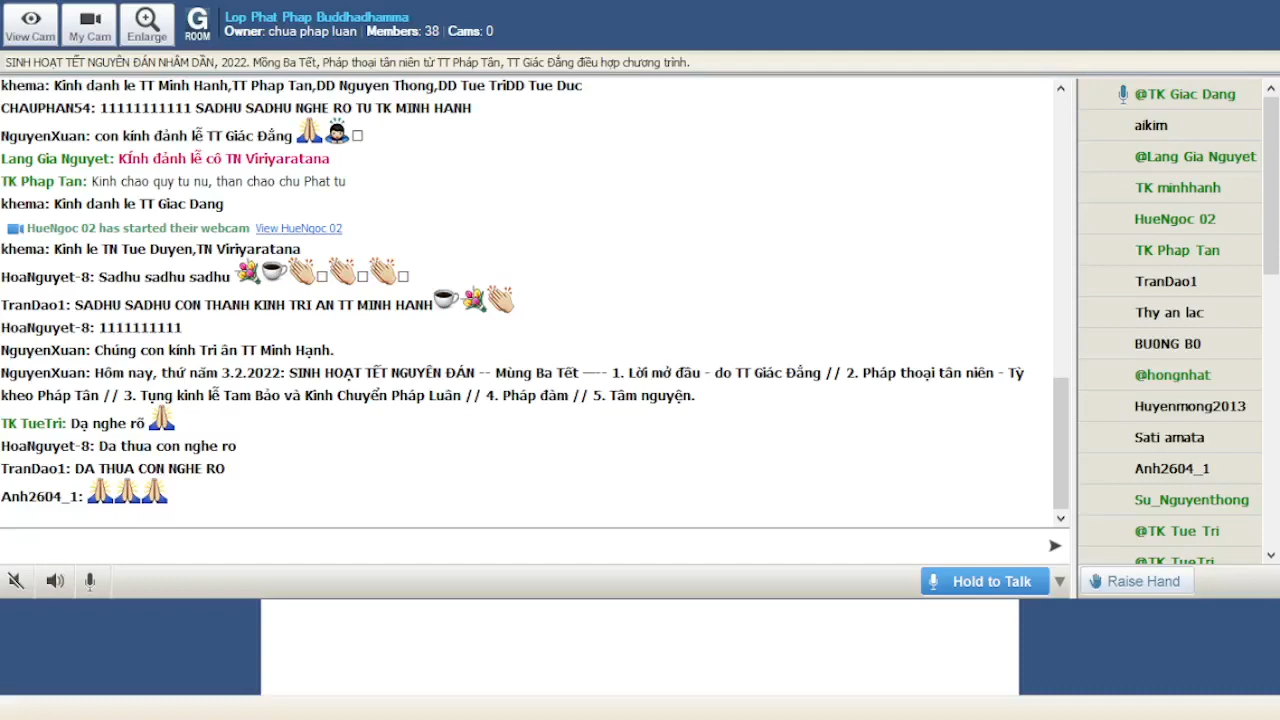 View Cam
My Cam
Enlarge
G
ROOM
Lop Phat Phap Buddhadhamma
Owner: chua phap luan | Members: 38 | Cams: 0
SINH HOẠT TẾT NGUYÊN ĐÁN NHÂM DẦN, 2022. Mồng Ba Tết, Pháp thoại tân niên từ TT Pháp Tân, TT Giác Đẳng điều hợp chương trình.
khema: Kinh danh le TT Minh Hanh,TT Phap Tan,DD Nguyen Thong,DD Tue TriDD Tue Duc
CHAUPHAN54: 11111111111 SADHU SADHU NGHE RO TU TK MINH HANH
NguyenXuan: con kính đảnh lễ TT Giác Đẳng 🙏🙇□
Lang Gia Nguyet: KÍnh đảnh lễ cô TN Viriyaratana
TK Phap Tan: Kinh chao quy tu nu, than chao chu Phat tu
khema: Kinh danh le TT Giac Dang
HueNgoc 02 has started their webcam View HueNgoc 02
khema: Kinh le TN Tue Duyen,TN Viriyaratana
HoaNguyet-8: Sadhu sadhu sadhu 💐☕👏□👏□👏□
TranDao1: SADHU SADHU CON THANH KINH TRI AN TT MINH HANH☕💐👏
HoaNguyet-8: 1111111111
NguyenXuan: Chúng con kính Tri ân TT Minh Hạnh.
NguyenXuan: Hôm nay, thứ năm 3.2.2022: SINH HOẠT TẾT NGUYÊN ĐÁN -- Mùng Ba Tết —-- 1. Lời mở đầu - do TT Giác Đẳng // 2. Pháp thoại tân niên - Tỳ
kheo Pháp Tân // 3. Tụng kinh lễ Tam Bảo và Kinh Chuyển Pháp Luân // 4. Pháp đàm // 5. Tâm nguyện.
TK TueTri: Dạ nghe rõ 🙏
HoaNguyet-8: Da thua con nghe ro
TranDao1: DA THUA CON NGHE RO
Anh2604_1: 🙏🙏🙏
Hold to Talk
@TK Giac Dang
aikim
@Lang Gia Nguyet
TK minhhanh
HueNgoc 02
TK Phap Tan
TranDao1
Thy an lac
BU0NG B0
@hongnhat
Huyenmong2013
Sati amata
Anh2604_1
Su_Nguyenthong
@TK Tue Tri
@TK TueTri
Raise Hand